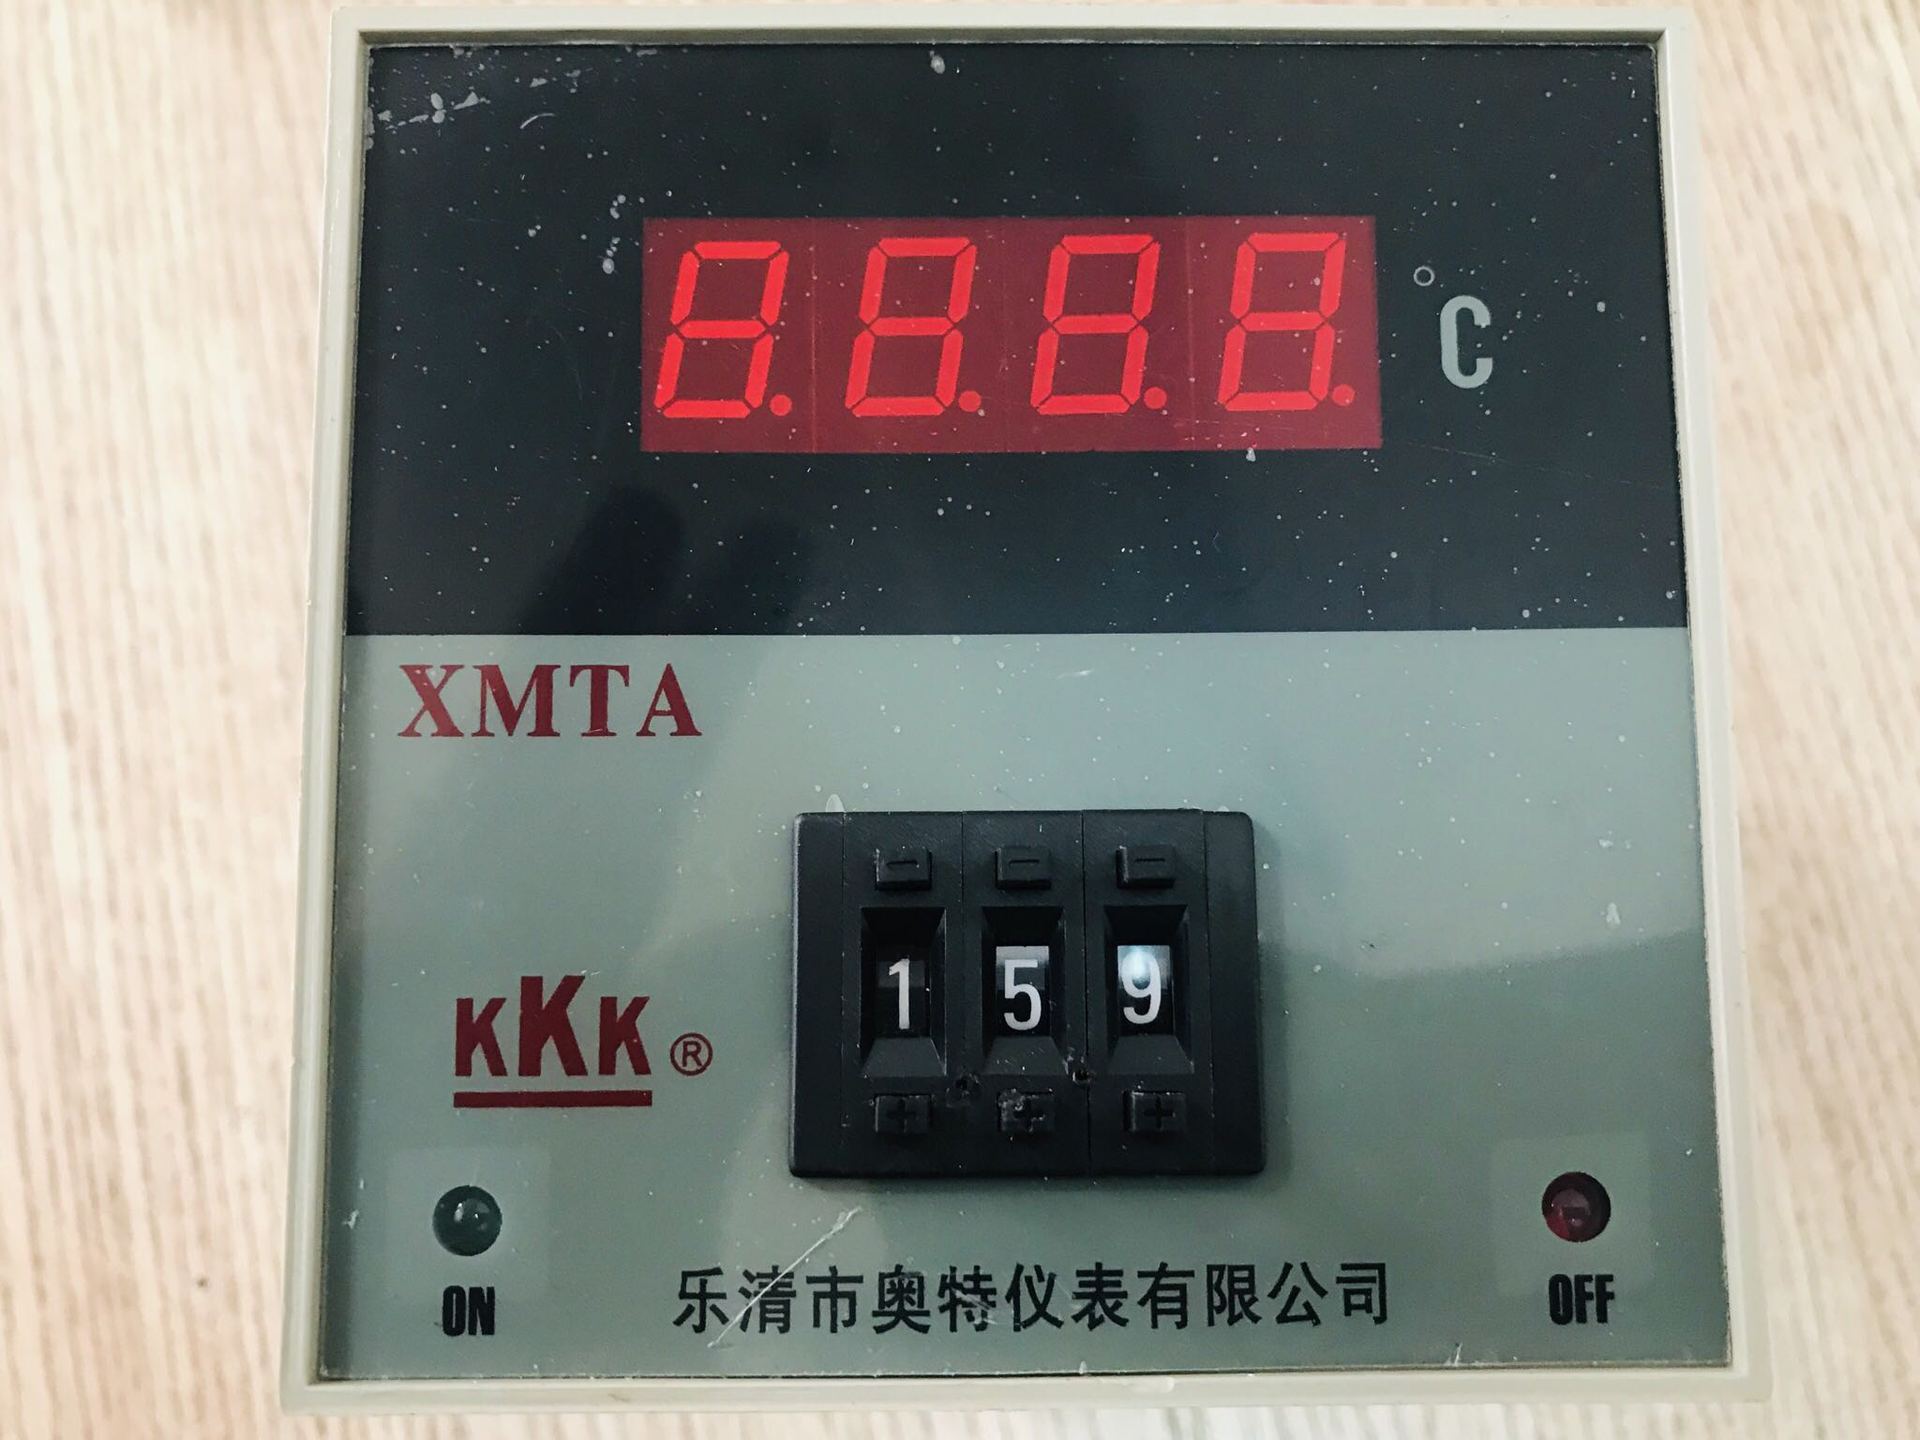 8.8.8.8. °C
XMTA
- - -
1 5 9
+ + +
KKK®
ON
OFF
乐清市奥特仪表有限公司